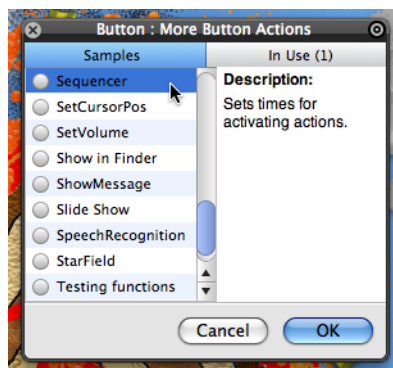 Button : More Button Actions
Samples
In Use (1)
Sequencer
SetCursorPos
SetVolume
Show in Finder
ShowMessage
Slide Show
SpeechRecognition
StarField
Testing functions
Description:
Sets times for
activating actions.
Cancel
OK